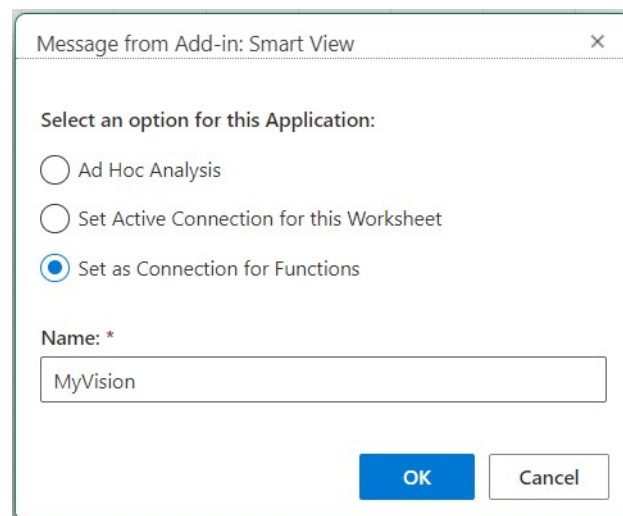 Message from Add-in: Smart View
Select an option for this Application:
Ad Hoc Analysis
Set Active Connection for this Worksheet
Set as Connection for Functions
Name: *
MyVision
OK Cancel